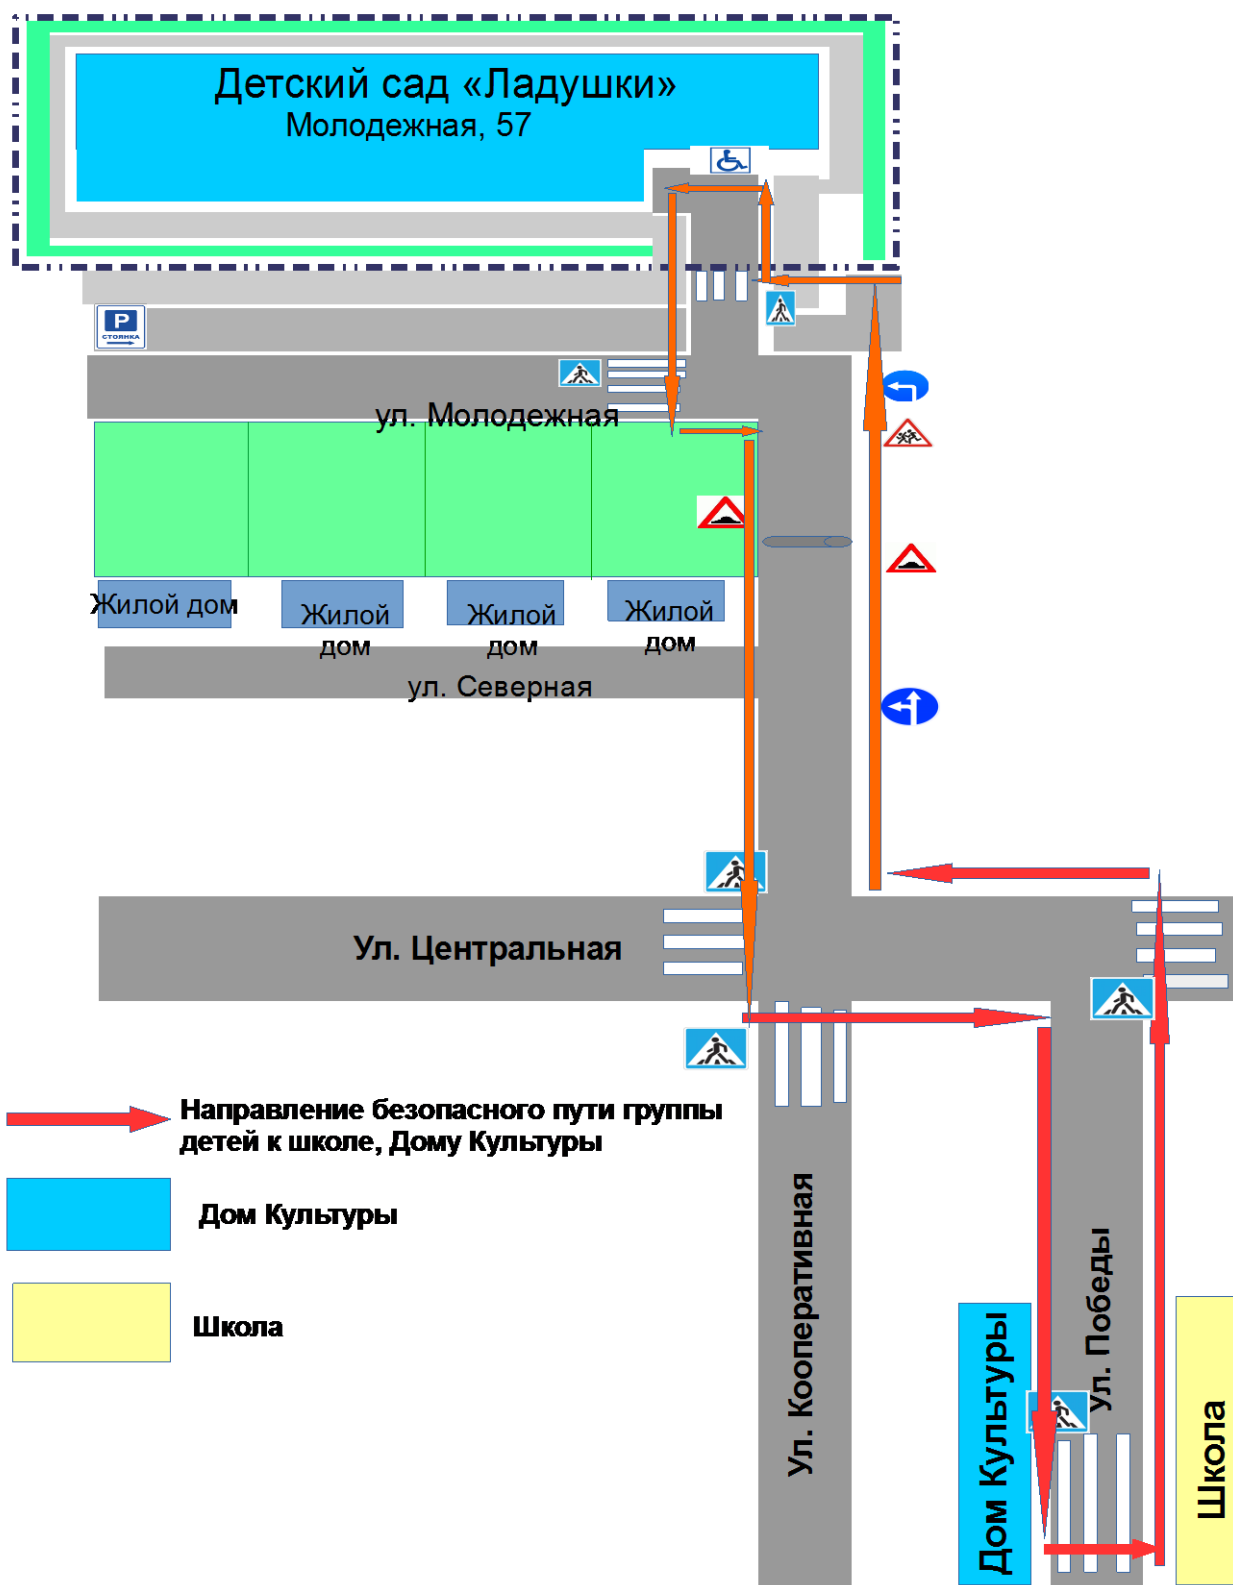 Детский сад «Ладушки»
Молодежная, 57
P
СТОЯНКА
ул. Молодежная
Жилой дом
Жилой
дом
Жилой
дом
Жилой
дом
ул. Северная
Ул. Центральная
Направление безопасного пути группы
детей к школе, Дому Культуры
Дом Культуры
Школа
Ул. Кооперативная
Дом Культуры
Ул. Победы
Школа